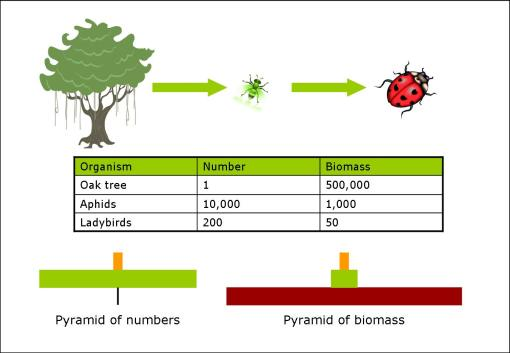 Organism Number Biomass
Oak tree 1 500,000
Aphids 10,000 1,000
Ladybirds 200 50
Pyramid of numbers Pyramid of biomass